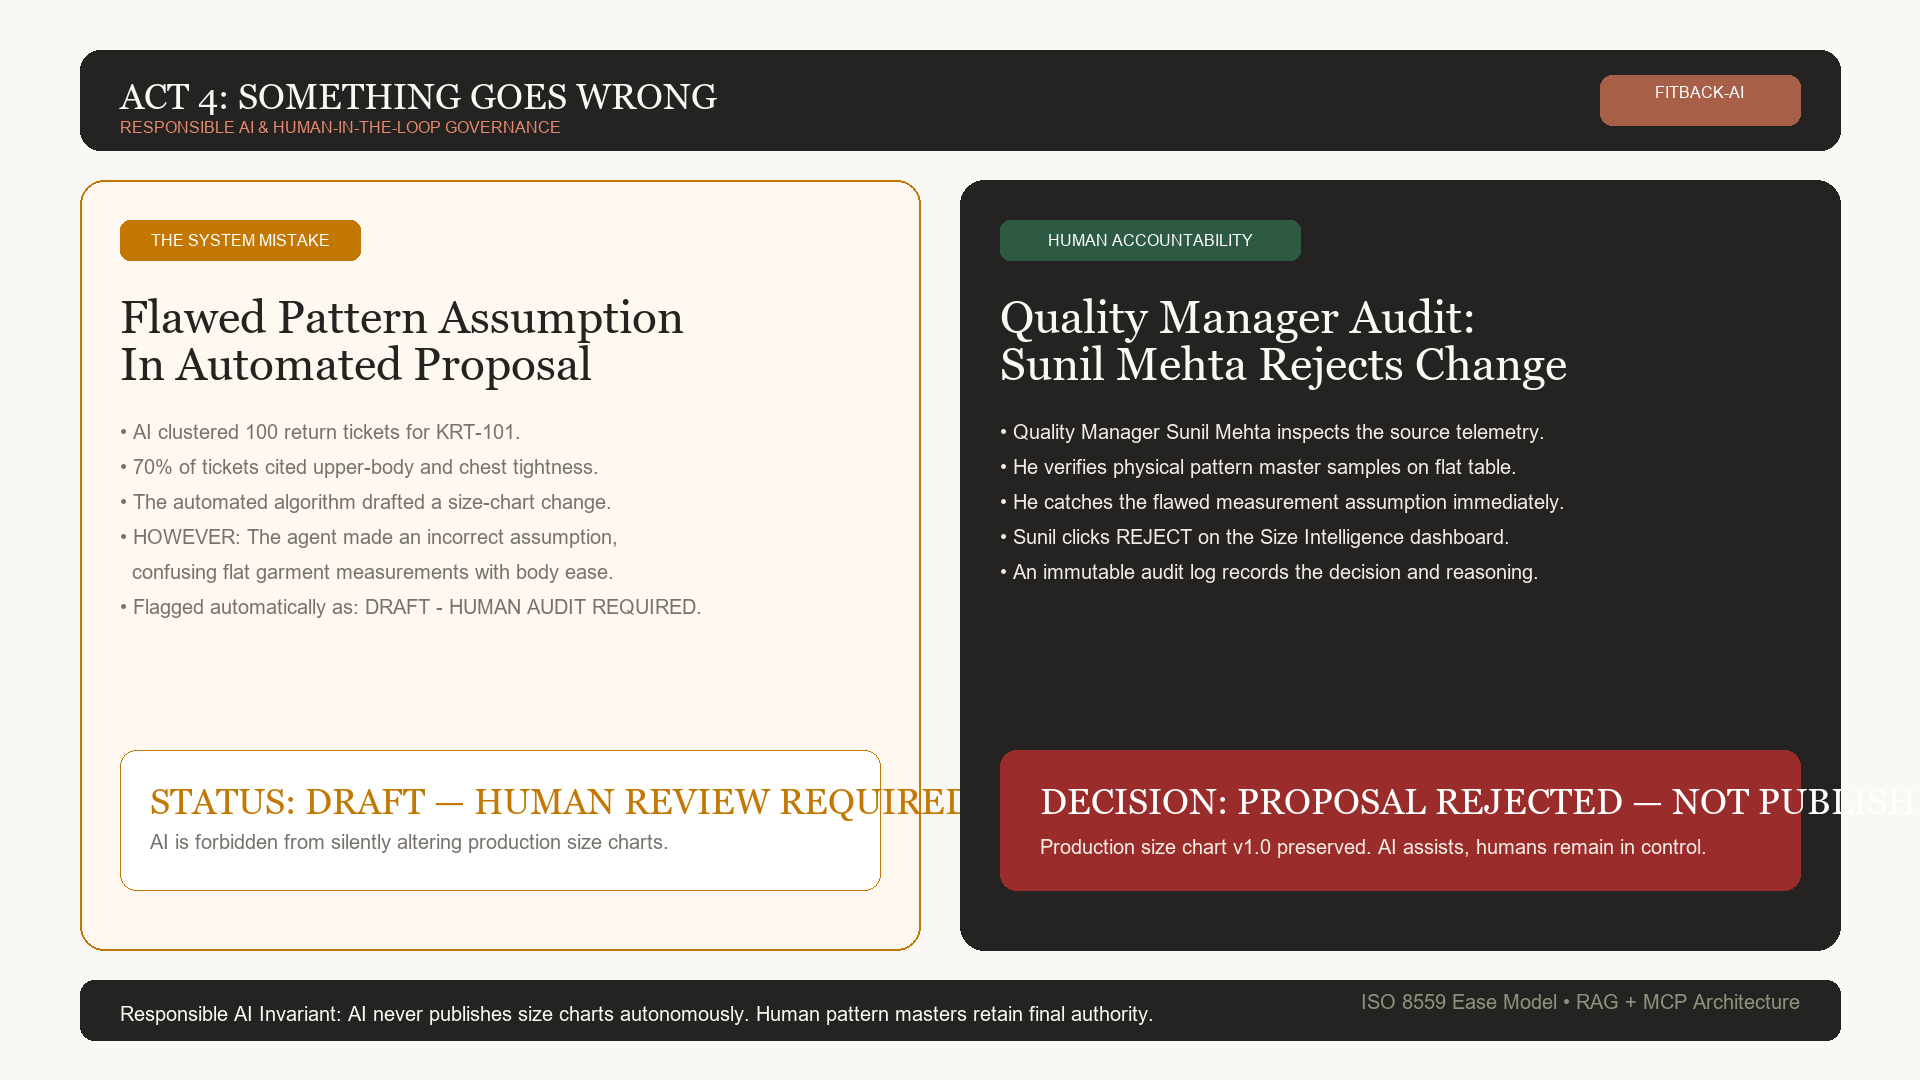 ACT 4: SOMETHING GOES WRONG
RESPONSIBLE AI & HUMAN-IN-THE-LOOP GOVERNANCE
FITBACK-AI
THE SYSTEM MISTAKE
Flawed Pattern Assumption
In Automated Proposal
• AI clustered 100 return tickets for KRT-101.
• 70% of tickets cited upper-body and chest tightness.
• The automated algorithm drafted a size-chart change.
• HOWEVER: The agent made an incorrect assumption,
confusing flat garment measurements with body ease.
• Flagged automatically as: DRAFT - HUMAN AUDIT REQUIRED.
STATUS: DRAFT — HUMAN REVIEW REQUIRED
AI is forbidden from silently altering production size charts.
HUMAN ACCOUNTABILITY
Quality Manager Audit:
Sunil Mehta Rejects Change
• Quality Manager Sunil Mehta inspects the source telemetry.
• He verifies physical pattern master samples on flat table.
• He catches the flawed measurement assumption immediately.
• Sunil clicks REJECT on the Size Intelligence dashboard.
• An immutable audit log records the decision and reasoning.
DECISION: PROPOSAL REJECTED — NOT PUBLISH
Production size chart v1.0 preserved. AI assists, humans remain in control.
Responsible AI Invariant: AI never publishes size charts autonomously. Human pattern masters retain final authority.
ISO 8559 Ease Model • RAG + MCP Architecture